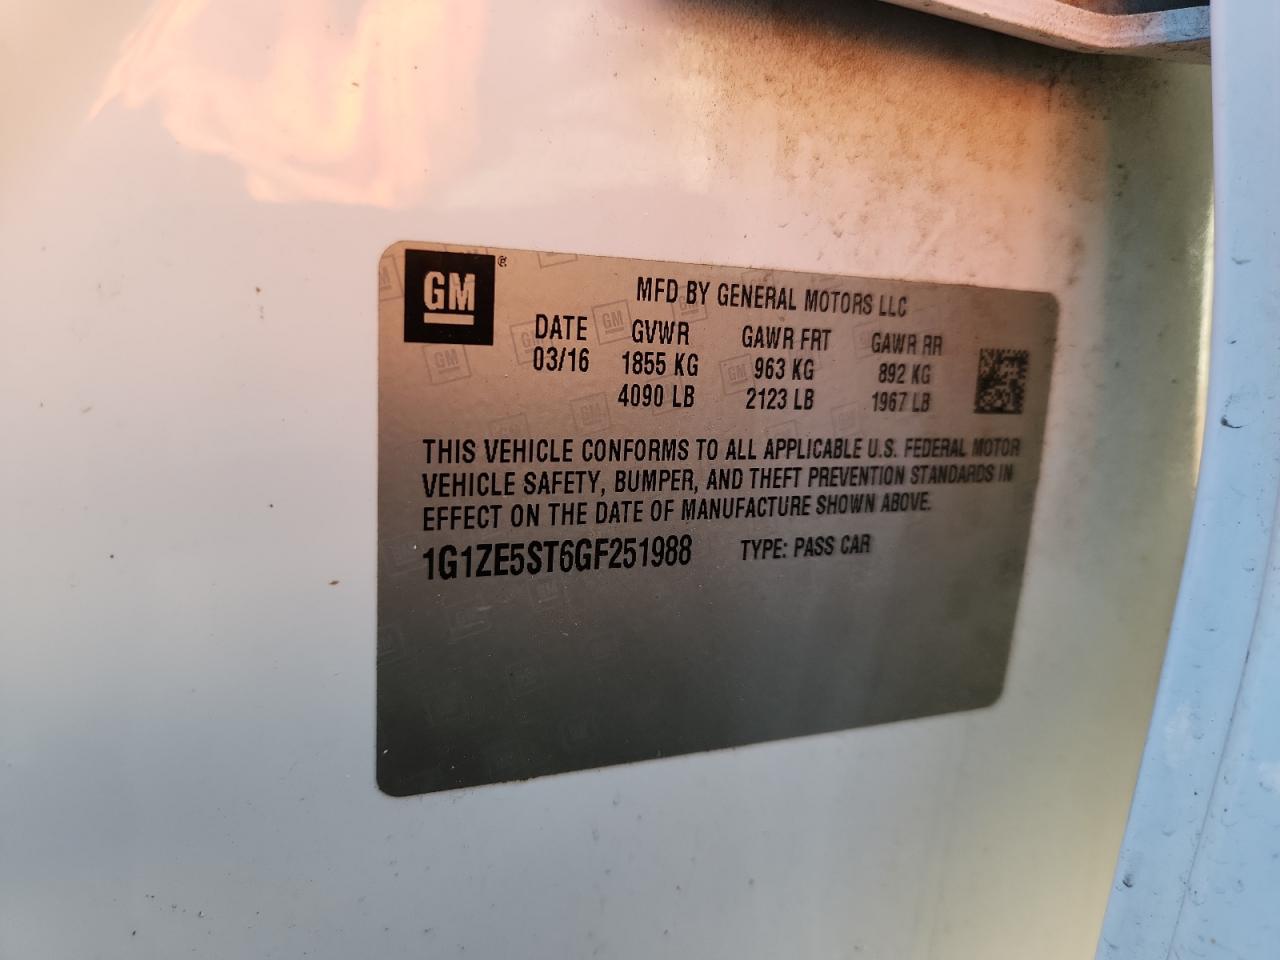 GM ®
MFD BY GENERAL MOTORS LLC
DATE GVWR GAWR FRT GAWR RR
03/16 1855 KG 963 KG 892 KG
4090 LB 2123 LB 1967 LB
THIS VEHICLE CONFORMS TO ALL APPLICABLE U.S. FEDERAL MOTOR
VEHICLE SAFETY, BUMPER, AND THEFT PREVENTION STANDARDS IN
EFFECT ON THE DATE OF MANUFACTURE SHOWN ABOVE.
1G1ZE5ST6GF251988 TYPE: PASS CAR